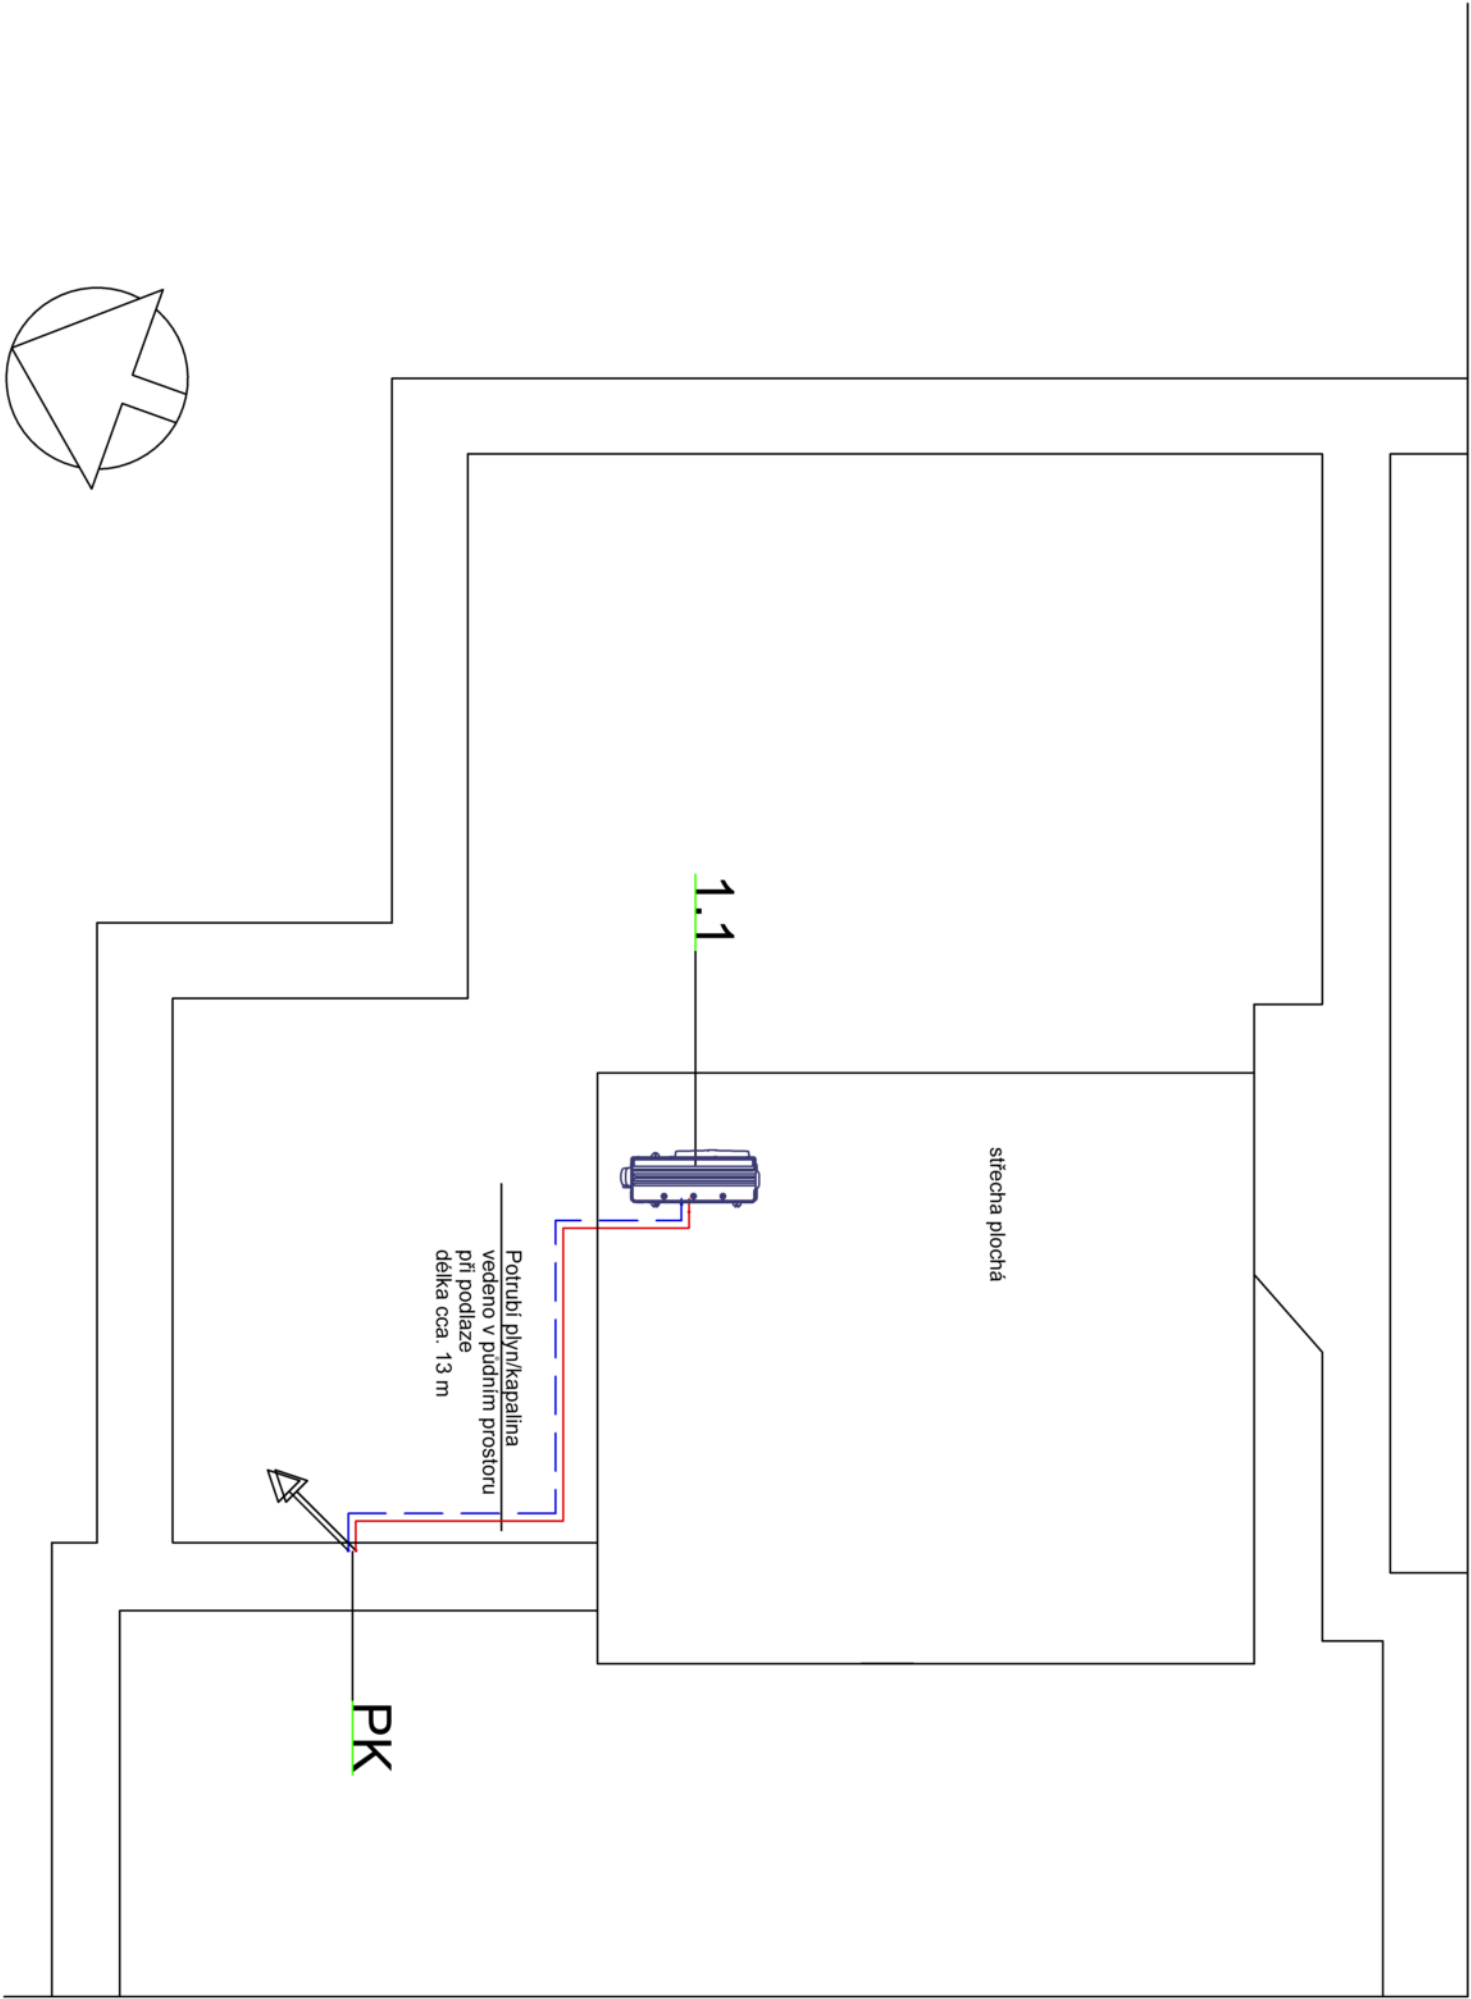 1.1
střecha plochá
Potrubí plyn/kapalina
vedeno v půdním prostoru
při podlaze
délka cca. 13 m
PK